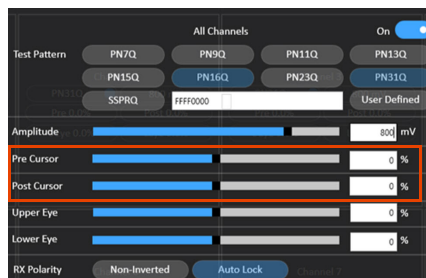 All Channels On
Test Pattern PN7Q PN9Q PN11Q PN13Q
PN15Q PN16Q PN23Q PN31Q
SSPRQ FFFF0000 User Defined
Amplitude 800 mV
Pre Cursor 0 %
Post Cursor 0 %
Upper Eye 0 %
Lower Eye 0 %
RX Polarity Non-Inverted Auto Lock Channel 7